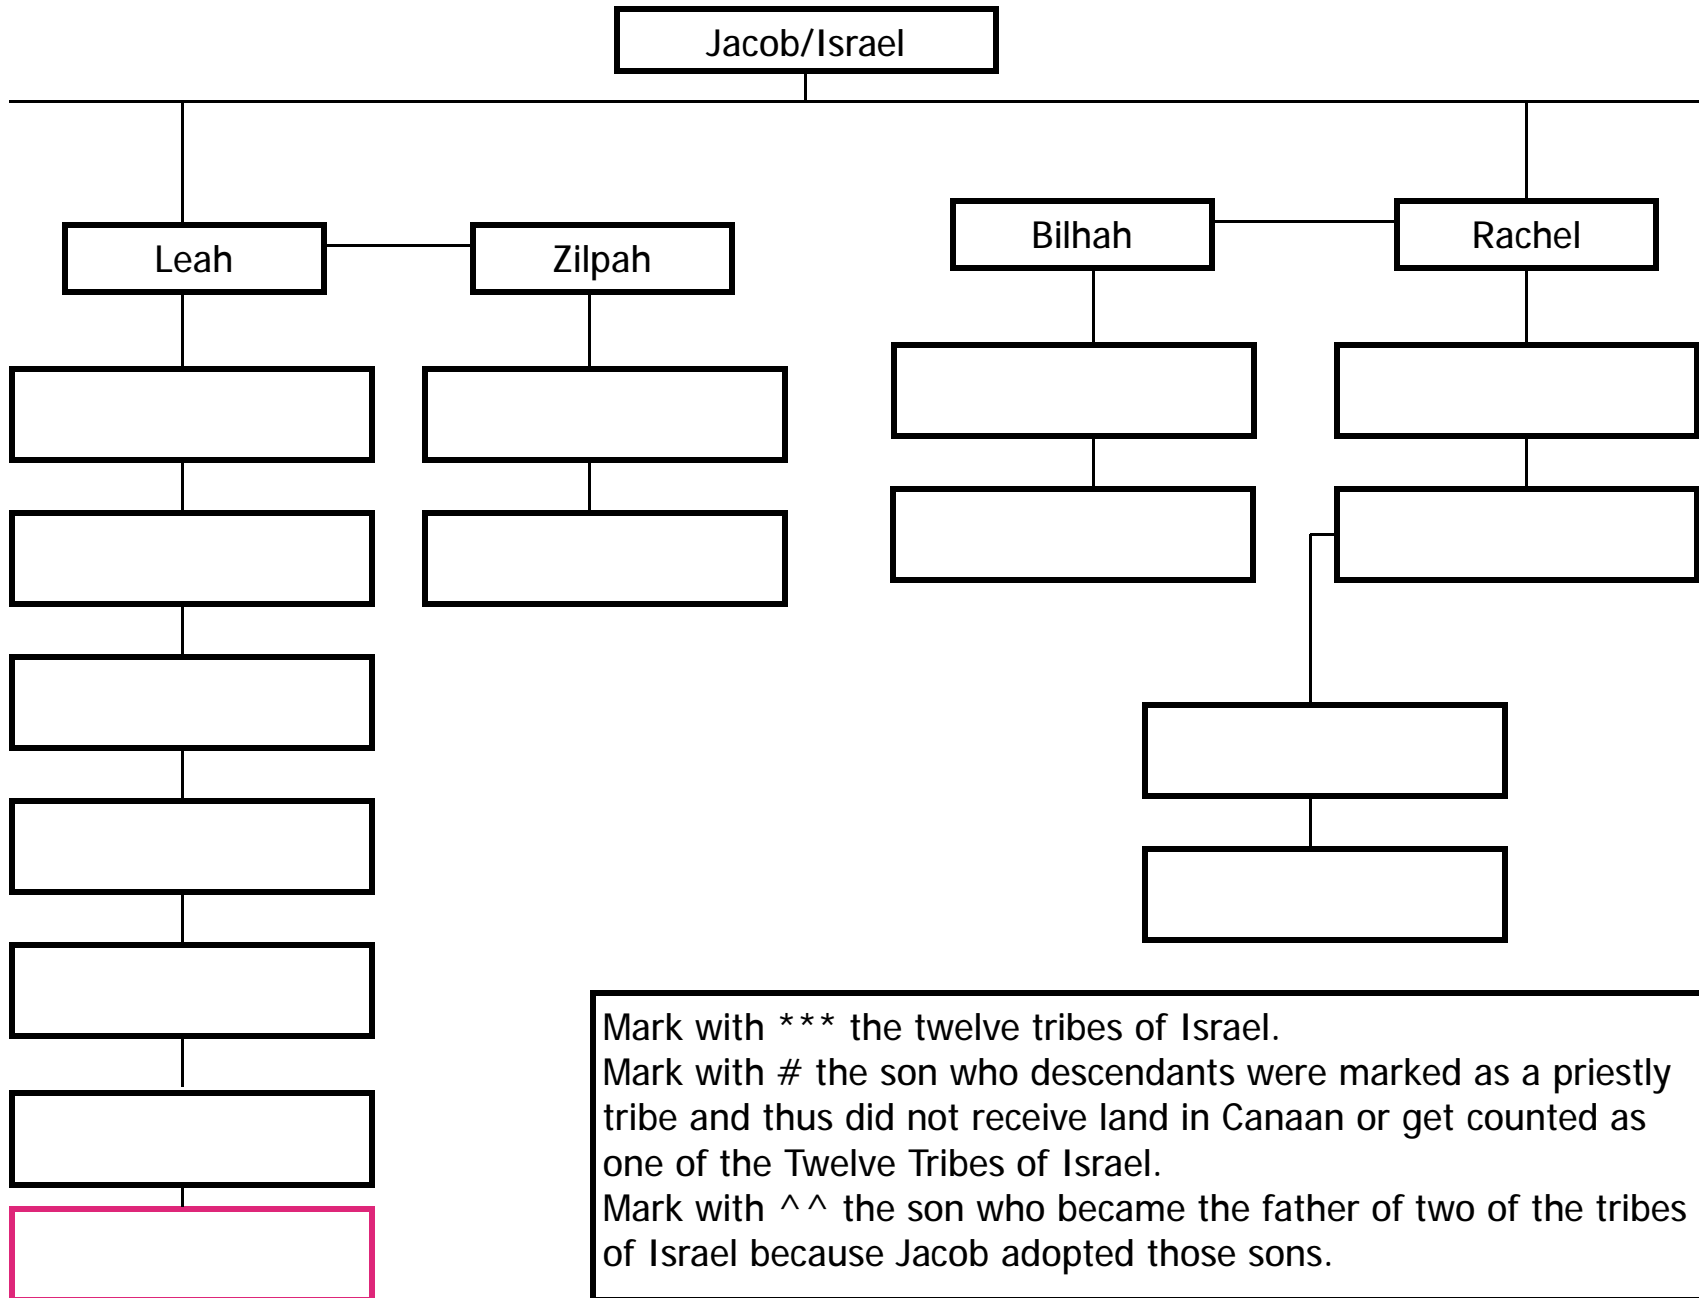 Jacob/Israel
Leah
Zilpah
Bilhah
Rachel
Mark with *** the twelve tribes of Israel.
Mark with # the son who descendants were marked as a priestly
tribe and thus did not receive land in Canaan or get counted as
one of the Twelve Tribes of Israel.
Mark with ^^ the son who became the father of two of the tribes
of Israel because Jacob adopted those sons.